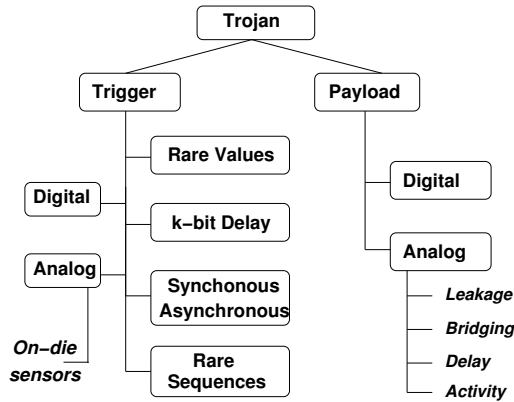 Trojan
Trigger
Payload
Rare Values
Digital
Digital
k−bit Delay
Analog
Analog
Synchonous
Asynchronous
Leakage
Bridging
On−die
sensors
Rare
Sequences
Delay
Activity